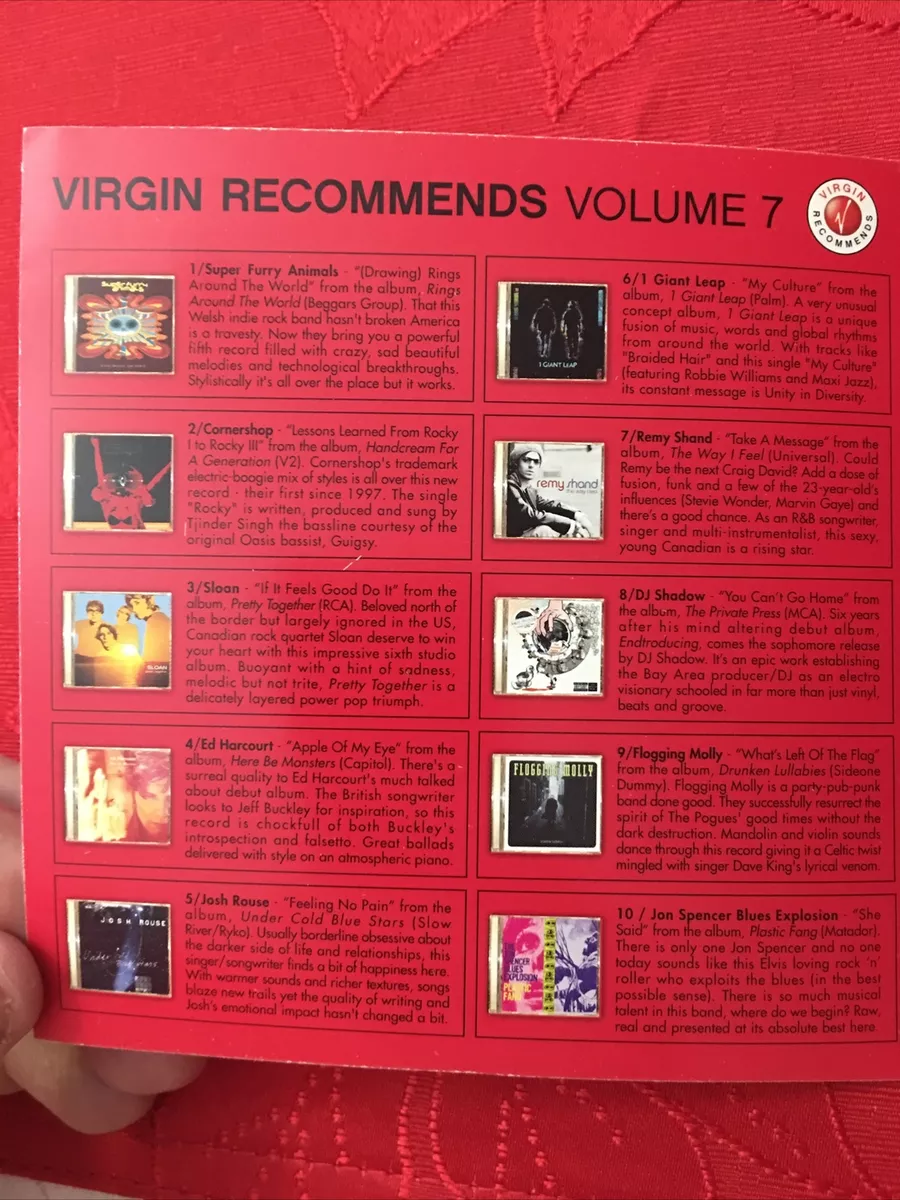 VIRGIN RECOMMENDS VOLUME 7
VIRGIN
RECOMMENDS
1/Super Furry Animals - "(Drawing) Rings
Around The World" from the album, Rings
Around The World (Beggars Group). That this
Welsh indie rock band hasn't broken America
is a travesty. Now they bring you a powerful
fifth record filled with crazy, sad beautiful
melodies and technological breakthroughs.
Stylistically it's all over the place but it works.
2/Cornershop - "Lessons Learned From Rocky
I to Rocky III" from the album, Handcream For
A Generation (V2). Cornershop's trademark
electric-boogie mix of styles is all over this new
record - their first since 1997. The single
"Rocky" is written, produced and sung by
Tjinder Singh the bassline courtesy of the
original Oasis bassist, Guigsy.
3/Sloan - "If It Feels Good Do It" from the
album, Pretty Together (RCA). Beloved north of
the border but largely ignored in the US,
Canadian rock quartet Sloan deserve to win
your heart with this impressive sixth studio
album. Buoyant with a hint of sadness,
melodic but not trite, Pretty Together is a
delicately layered power pop triumph.
SLOAN
4/Ed Harcourt - "Apple Of My Eye" from the
album, Here Be Monsters (Capitol). There's a
surreal quality to Ed Harcourt's much talked
about debut album. The British songwriter
looks to Jeff Buckley for inspiration, so this
record is chockfull of both Buckley's
introspection and falsetto. Great ballads
delivered with style on an atmospheric piano.
5/Josh Rouse - "Feeling No Pain" from the
album, Under Cold Blue Stars (Slow
River/Ryko). Usually borderline obsessive about
the darker side of life and relationships, this
singer/songwriter finds a bit of happiness here.
With warmer sounds and richer textures, songs
blaze new trails yet the quality of writing and
Josh's emotional impact hasn't changed a bit.
JOSH ROUSE
6/1 Giant Leap - "My Culture" from the
album, 1 Giant Leap (Palm). A very unusual
concept album, 1 Giant Leap is a unique
fusion of music, words and global rhythms
from around the world. With tracks like
"Braided Hair" and this single "My Culture"
(featuring Robbie Williams and Maxi Jazz),
its constant message is Unity in Diversity.
1 GIANT LEAP
7/Remy Shand - "Take A Message" from the
album, The Way I Feel (Universal). Could
Remy be the next Craig David? Add a dose of
fusion, funk and a few of the 23-year-old's
influences (Stevie Wonder, Marvin Gaye) and
there's a good chance. As an R&B songwriter,
singer and multi-instrumentalist, this sexy,
young Canadian is a rising star.
remy shand
8/DJ Shadow - "You Can't Go Home" from
the album, The Private Press (MCA). Six years
after his mind altering debut album,
Endtroducing, comes the sophomore release
by DJ Shadow. It's an epic work establishing
the Bay Area producer/DJ as an electro
visionary schooled in far more than just vinyl,
beats and groove.
9/Flogging Molly - "What's Left Of The Flag"
from the album, Drunken Lullabies (Sideone
Dummy). Flogging Molly is a party-pub-punk
band done good. They successfully resurrect the
spirit of The Pogues' good times without the
dark destruction. Mandolin and violin sounds
dance through this record giving it a Celtic twist
mingled with singer Dave King's lyrical venom.
FLOGGING MOLLY
10 / Jon Spencer Blues Explosion - "She
Said" from the album, Plastic Fang (Matador).
There is only one Jon Spencer and no one
today sounds like this Elvis loving rock 'n'
roller who exploits the blues (in the best
possible sense). There is so much musical
talent in this band, where do we begin? Raw,
real and presented at its absolute best here.